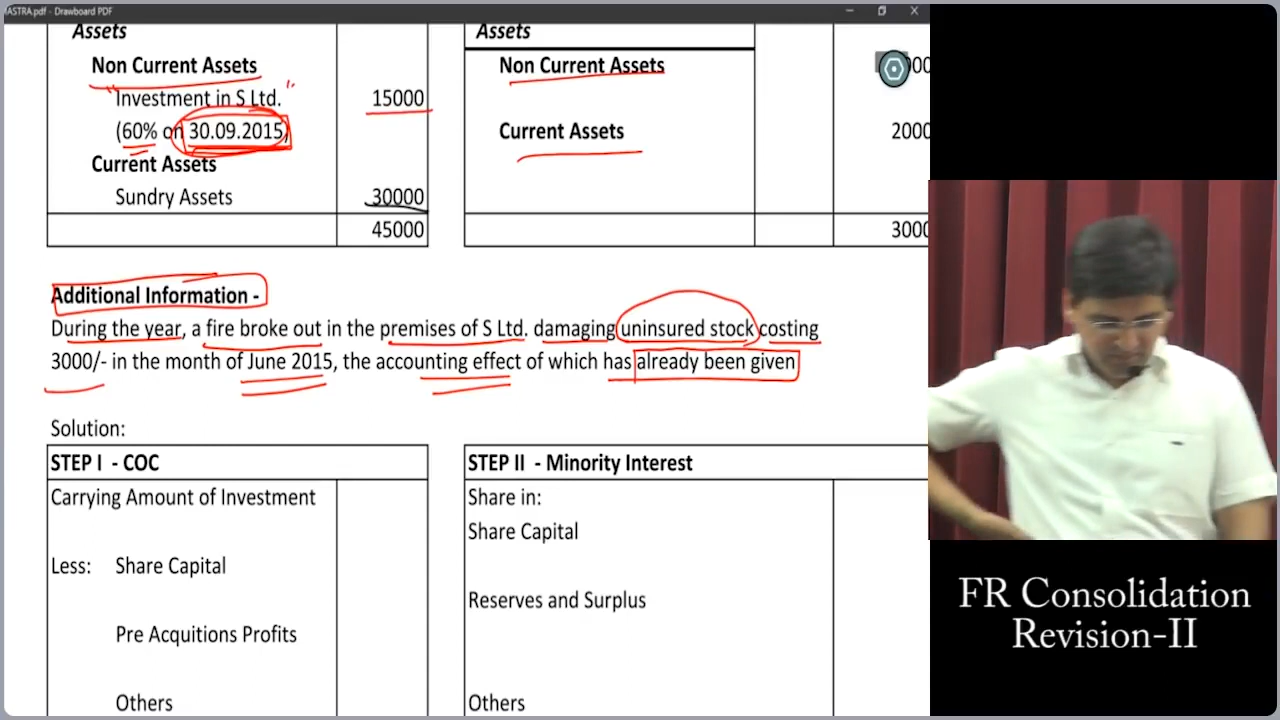 IASTRA.pdf - Drawboard PDF
Assets
Assets
Non Current Assets
Non Current Assets
"Investment in S Ltd."
15000
(60% on 30.09.2015,
Current Assets
2000
Current Assets
Sundry Assets
30000
45000
3000
Additional Information -
During the year, a fire broke out in the premises of S Ltd. damaging uninsured stock costing
3000/- in the month of June 2015, the accounting effect of which has already been given
Solution:
STEP I - COC
STEP II - Minority Interest
Carrying Amount of Investment
Share in:
Share Capital
Less: Share Capital
Reserves and Surplus
Pre Acquitions Profits
Others
Others
FR Consolidation
Revision-II